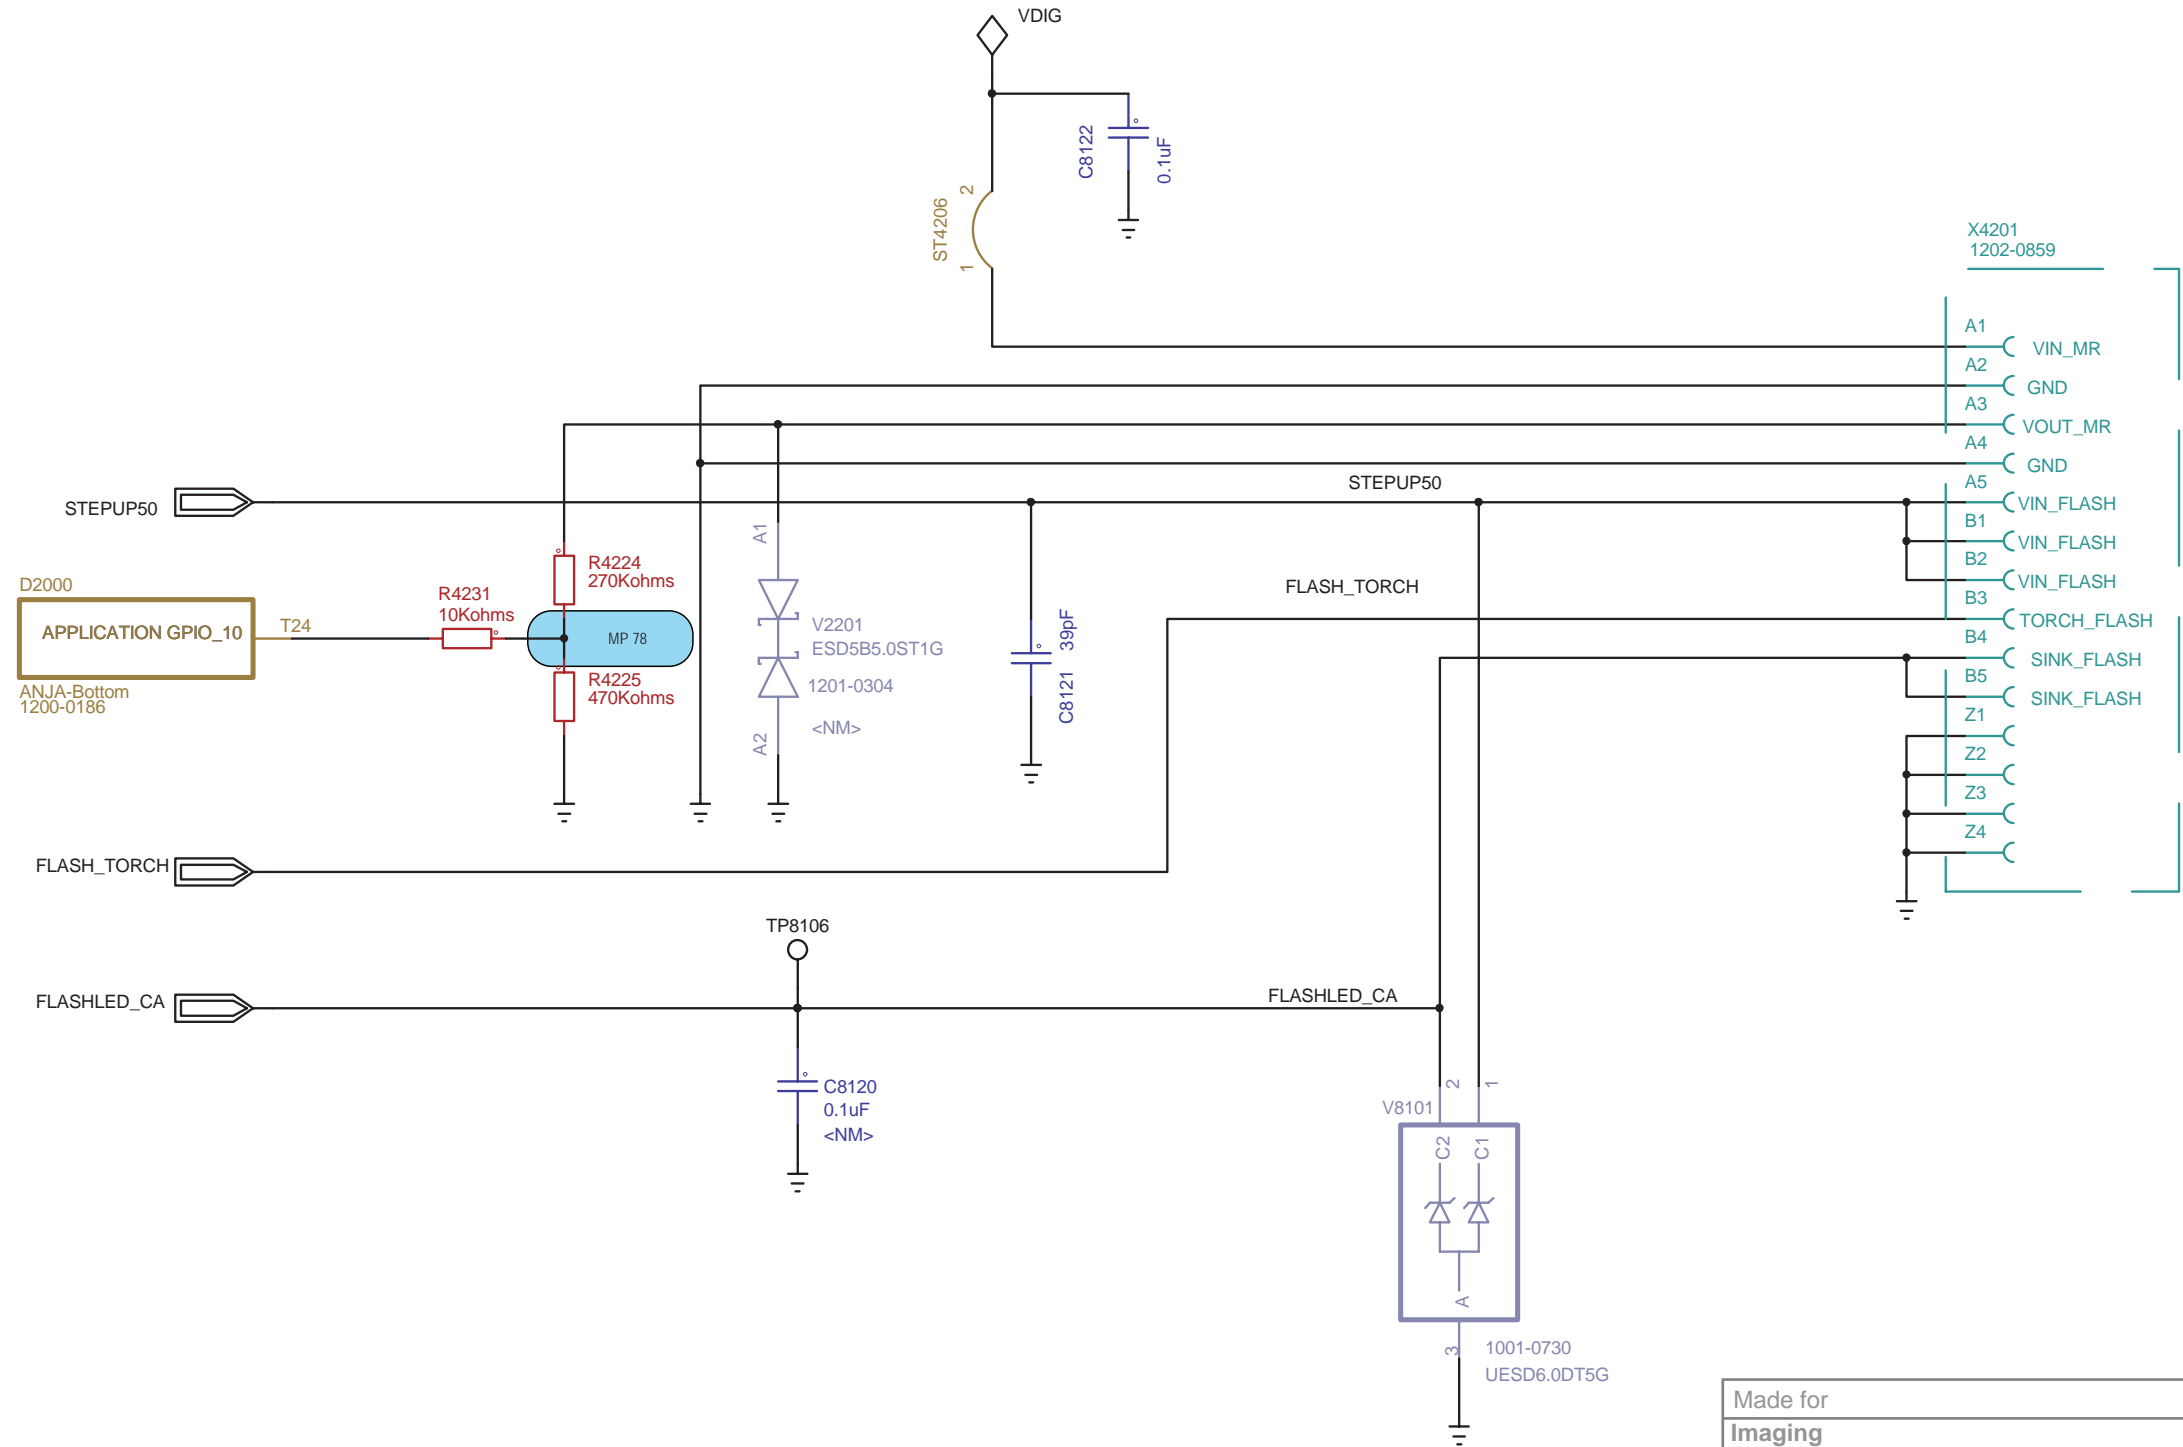 VDIG
C8122
0.1uF
ST4206
2
1
X4201
1202-0859
A1
VIN_MR
A2
GND
A3
VOUT_MR
A4
GND
A5
VIN_FLASH
B1
VIN_FLASH
B2
VIN_FLASH
B3
TORCH_FLASH
B4
SINK_FLASH
B5
SINK_FLASH
Z1
Z2
Z3
Z4
STEPUP50
STEPUP50
D2000
APPLICATION GPIO_10
T24
ANJA-Bottom
1200-0186
R4231
10Kohms
R4224
270Kohms
MP 78
R4225
470Kohms
A1
V2201
ESD5B5.0ST1G
1201-0304
<NM>
A2
C8121
39pF
FLASH_TORCH
FLASH_TORCH
TP8106
FLASHLED_CA
FLASHLED_CA
C8120
0.1uF
<NM>
V8101
2
1
C2
C1
A
3
1001-0730
UESD6.0DT5G
Made for
Imaging